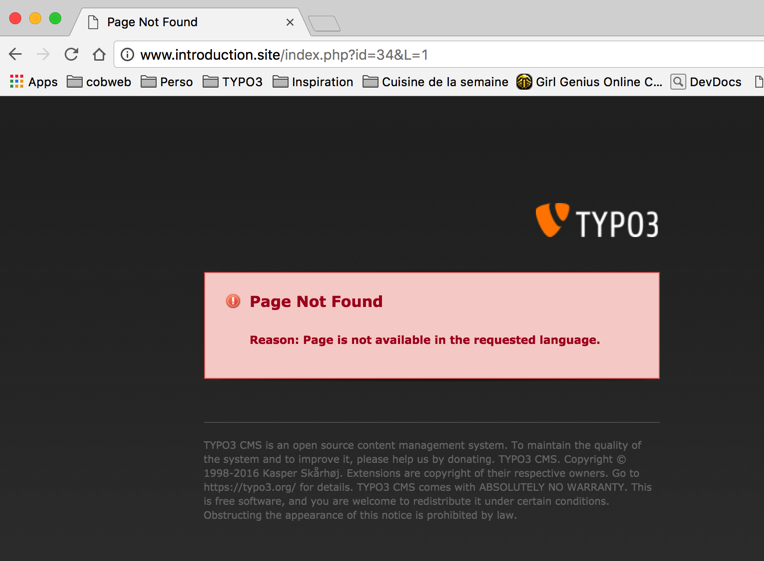 Page Not Found
www.introduction.site/index.php?id=34&L=1
Apps cobweb Perso TYPO3 Inspiration Cuisine de la semaine Girl Genius Online C... DevDocs
TYPO3
Page Not Found
Reason: Page is not available in the requested language.
TYPO3 CMS is an open source content management system. To maintain the quality of
the system and to improve it, please help us by donating. TYPO3 CMS. Copyright ©
1998-2016 Kasper Skårhøj. Extensions are copyright of their respective owners. Go to
https://typo3.org/ for details. TYPO3 CMS comes with ABSOLUTELY NO WARRANTY. This
is free software, and you are welcome to redistribute it under certain conditions.
Obstructing the appearance of this notice is prohibited by law.